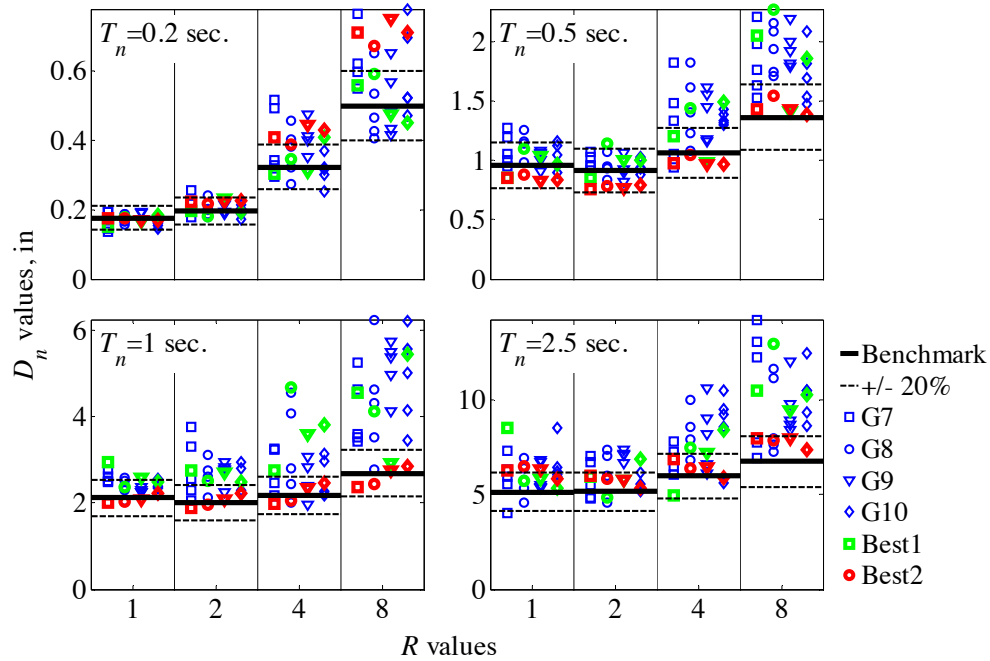 T_n=0.2 sec.
0.6
0.4
0.2
0
T_n=0.5 sec.
2
1.5
1
0.5
0
D_n values, in
T_n=1 sec.
6
4
2
0
1 2 4 8
T_n=2.5 sec.
10
5
0
1 2 4 8
R values
Benchmark
+/- 20%
G7
G8
G9
G10
Best1
Best2